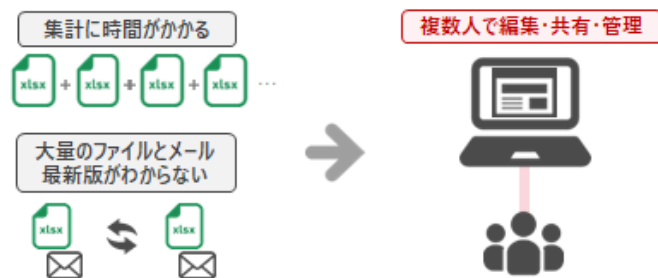 集計に時間がかかる
xlsx + xlsx + xlsx + xlsx …
大量のファイルとメール
最新版がわからない
xlsx xlsx
複数人で編集・共有・管理